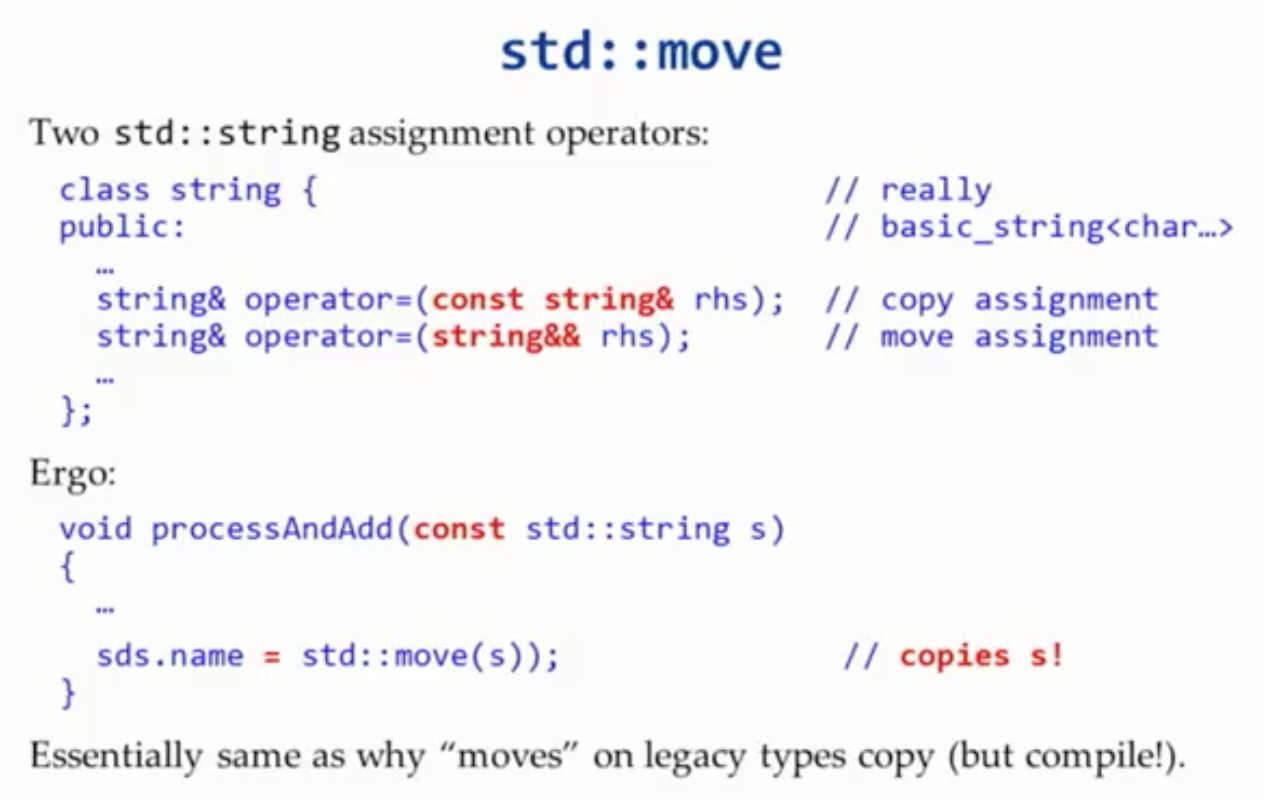 std::move
Two std::string assignment operators:
class string { // really
public: // basic_string<char…>
…
string& operator=(const string& rhs); // copy assignment
string& operator=(string&& rhs); // move assignment
…
};
Ergo:
void processAndAdd(const std::string s)
{
…
sds.name = std::move(s)); // copies s!
}
Essentially same as why “moves” on legacy types copy (but compile!).